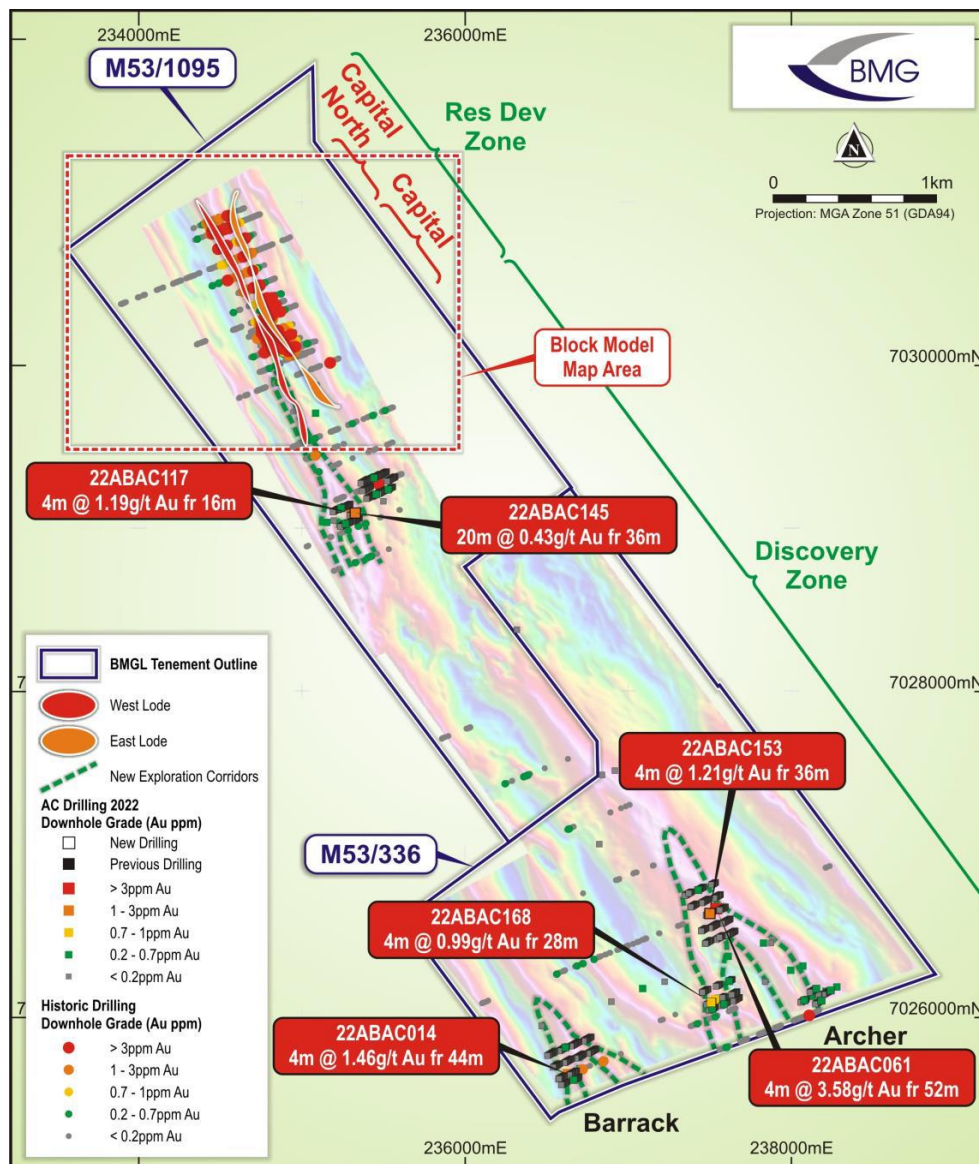 234000mE
236000mE
M53/1095
Capital
North
Capital
Res Dev
Zone
BMG
N
0
1km
Projection: MGA Zone 51 (GDA94)
7030000mN
Block Model
Map Area
22ABAC117
4m @ 1.19g/t Au fr 16m
22ABAC145
20m @ 0.43g/t Au fr 36m
Discovery
Zone
7
7028000mN
BMGL Tenement Outline
West Lode
East Lode
New Exploration Corridors
AC Drilling 2022
Downhole Grade (Au ppm)
New Drilling
Previous Drilling
> 3ppm Au
1 - 3ppm Au
0.7 - 1ppm Au
0.2 - 0.7ppm Au
< 0.2ppm Au
Historic Drilling
Downhole Grade (Au ppm)
> 3ppm Au
1 - 3ppm Au
0.7 - 1ppm Au
0.2 - 0.7ppm Au
< 0.2ppm Au
22ABAC153
4m @ 1.21g/t Au fr 36m
M53/336
22ABAC168
4m @ 0.99g/t Au fr 28m
7
7026000mN
22ABAC014
4m @ 1.46g/t Au fr 44m
Archer
22ABAC061
4m @ 3.58g/t Au fr 52m
Barrack
236000mE
238000mE